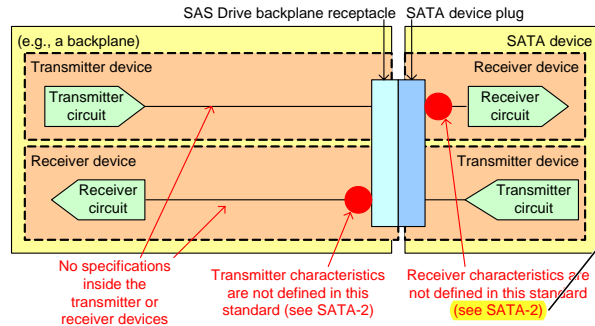 SAS Drive backplane receptacle
SATA device plug
(e.g., a backplane)
SATA device
Transmitter device
Receiver device
Transmitter
circuit
Receiver
circuit
Receiver device
Transmitter device
Receiver
circuit
Transmitter
circuit
No specifications
inside the
transmitter or
receiver devices
Transmitter characteristics
are not defined in this
standard (see SATA-2)
Receiver characteristics are
not defined in this standard
(see SATA-2)